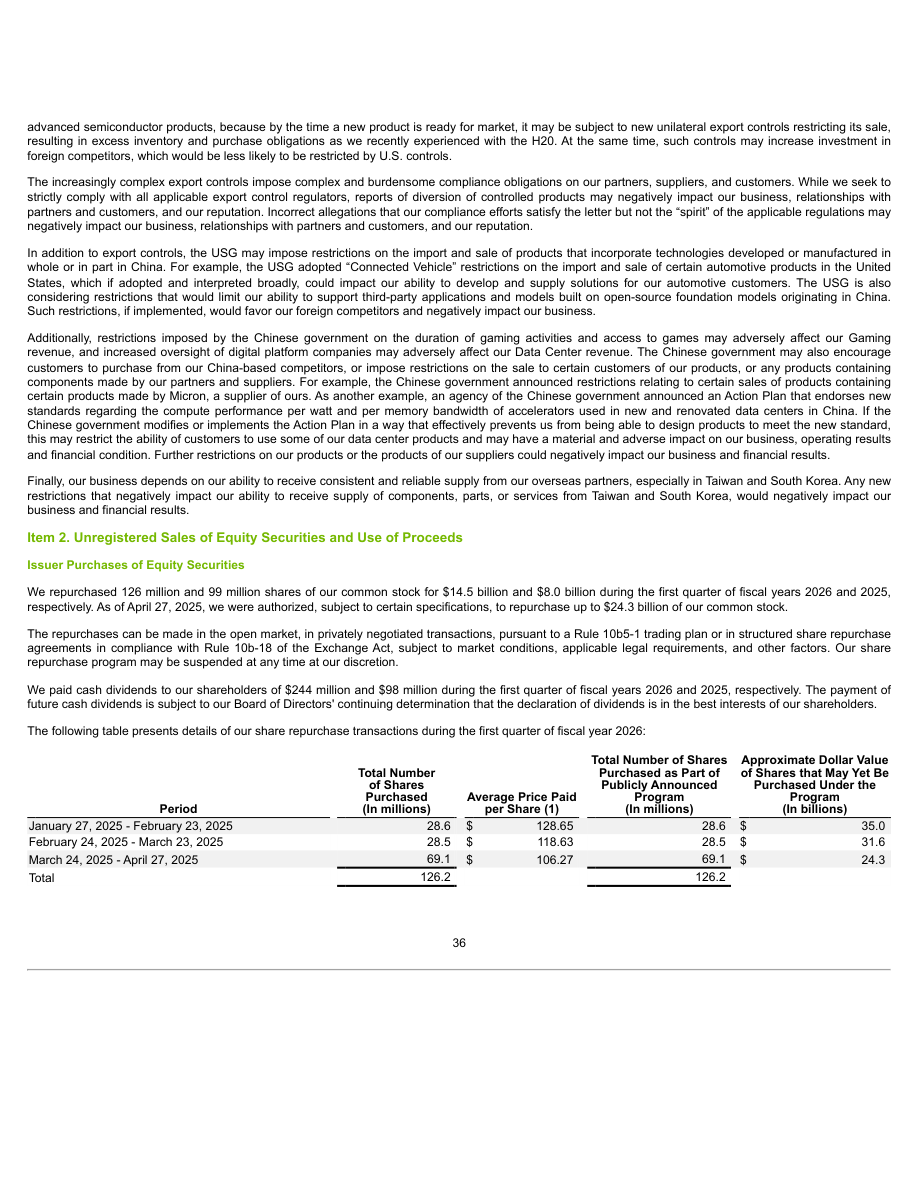 advanced semiconductor products, because by the time a new product is ready for market, it may be subject to new unilateral export controls restricting its sale,
resulting in excess inventory and purchase obligations as we recently experienced with the H20. At the same time, such controls may increase investment in
foreign competitors, which would be less likely to be restricted by U.S. controls.
The increasingly complex export controls impose complex and burdensome compliance obligations on our partners, suppliers, and customers. While we seek to
strictly comply with all applicable export control regulators, reports of diversion of controlled products may negatively impact our business, relationships with
partners and customers, and our reputation. Incorrect allegations that our compliance efforts satisfy the letter but not the “spirit” of the applicable regulations may
negatively impact our business, relationships with partners and customers, and our reputation.
In addition to export controls, the USG may impose restrictions on the import and sale of products that incorporate technologies developed or manufactured in
whole or in part in China. For example, the USG adopted “Connected Vehicle” restrictions on the import and sale of certain automotive products in the United
States, which if adopted and interpreted broadly, could impact our ability to develop and supply solutions for our automotive customers. The USG is also
considering restrictions that would limit our ability to support third-party applications and models built on open-source foundation models originating in China.
Such restrictions, if implemented, would favor our foreign competitors and negatively impact our business.
Additionally, restrictions imposed by the Chinese government on the duration of gaming activities and access to games may adversely affect our Gaming
revenue, and increased oversight of digital platform companies may adversely affect our Data Center revenue. The Chinese government may also encourage
customers to purchase from our China-based competitors, or impose restrictions on the sale to certain customers of our products, or any products containing
components made by our partners and suppliers. For example, the Chinese government announced restrictions relating to certain sales of products containing
certain products made by Micron, a supplier of ours. As another example, an agency of the Chinese government announced an Action Plan that endorses new
standards regarding the compute performance per watt and per memory bandwidth of accelerators used in new and renovated data centers in China. If the
Chinese government modifies or implements the Action Plan in a way that effectively prevents us from being able to design products to meet the new standard,
this may restrict the ability of customers to use some of our data center products and may have a material and adverse impact on our business, operating results
and financial condition. Further restrictions on our products or the products of our suppliers could negatively impact our business and financial results.
Finally, our business depends on our ability to receive consistent and reliable supply from our overseas partners, especially in Taiwan and South Korea. Any new
restrictions that negatively impact our ability to receive supply of components, parts, or services from Taiwan and South Korea, would negatively impact our
business and financial results.
Item 2. Unregistered Sales of Equity Securities and Use of Proceeds
Issuer Purchases of Equity Securities
We repurchased 126 million and 99 million shares of our common stock for $14.5 billion and $8.0 billion during the first quarter of fiscal years 2026 and 2025,
respectively. As of April 27, 2025, we were authorized, subject to certain specifications, to repurchase up to $24.3 billion of our common stock.
The repurchases can be made in the open market, in privately negotiated transactions, pursuant to a Rule 10b5-1 trading plan or in structured share repurchase
agreements in compliance with Rule 10b-18 of the Exchange Act, subject to market conditions, applicable legal requirements, and other factors. Our share
repurchase program may be suspended at any time at our discretion.
We paid cash dividends to our shareholders of $244 million and $98 million during the first quarter of fiscal years 2026 and 2025, respectively. The payment of
future cash dividends is subject to our Board of Directors' continuing determination that the declaration of dividends is in the best interests of our shareholders.
The following table presents details of our share repurchase transactions during the first quarter of fiscal year 2026:
Period
Total Number
of Shares
Purchased
(In millions)
Average Price Paid
per Share (1)
Total Number of Shares
Purchased as Part of
Publicly Announced
Program
(In millions)
Approximate Dollar Value
of Shares that May Yet Be
Purchased Under the
Program
(In billions)
January 27, 2025 - February 23, 2025 28.6 $ 128.65 28.6 $ 35.0
February 24, 2025 - March 23, 2025 28.5 $ 118.63 28.5 $ 31.6
March 24, 2025 - April 27, 2025 69.1 $ 106.27 69.1 $ 24.3
Total 126.2 126.2
36